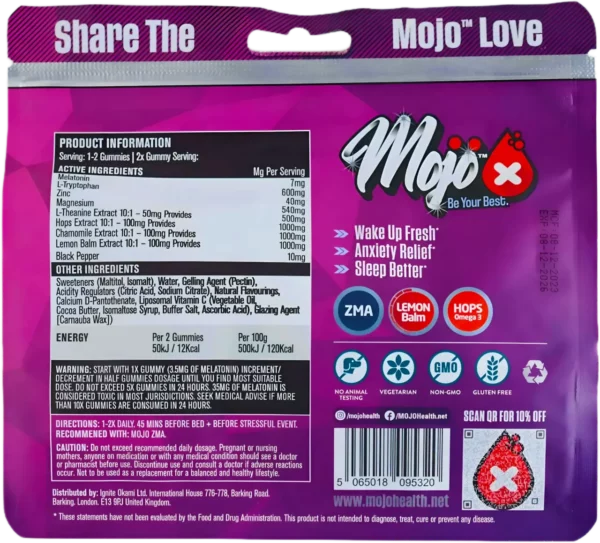 Share The
Mojo™ Love
PRODUCT INFORMATION
Serving: 1-2 Gummies | 2x Gummy Serving:
ACTIVE INGREDIENTS Mg Per Serving
Melatonin 7mg
L-Tryptophan 600mg
Zinc 40mg
Magnesium 540mg
L-Theanine Extract 10:1 – 50mg Provides 500mg
Hops Extract 10:1 – 100mg Provides 1000mg
Chamomile Extract 10:1 – 100mg Provides 1000mg
Lemon Balm Extract 10:1 – 100mg Provides 1000mg
Black Pepper 10mg
OTHER INGREDIENTS
Sweeteners (Maltitol, Isomalt), Water, Gelling Agent (Pectin),
Acidity Regulators (Citric Acid, Sodium Citrate), Natural Flavourings,
Calcium D-Pantothenate, Liposomal Vitamin C (Vegetable Oil,
Cocoa Butter, Isomaltose Syrup, Buffer Salt, Ascorbic Acid), Glazing Agent
[Carnauba Wax])
ENERGY Per 2 Gummies Per 100g
50kJ / 12Kcal 500kJ / 120Kcal
WARNING: START WITH 1X GUMMY (3.5MG OF MELATONIN) INCREMENT/
DECREMENT IN HALF GUMMIES DOSAGE UNTIL YOU FIND MOST SUITABLE
DOSE. DO NOT EXCEED 5X GUMMIES IN 24 HOURS. 35MG OF MELATONIN IS
CONSIDERED TOXIC IN MOST JURISDICTIONS. SEEK MEDICAL ADVISE IF MORE
THAN 10X GUMMIES ARE CONSUMED IN 24 HOURS.
DIRECTIONS: 1-2X DAILY. 45 MINS BEFORE BED + BEFORE STRESSFUL EVENT.
RECOMMENED WITH: MOJO ZMA.
CAUTION: Do not exceed recommended daily dosage. Pregnant or nursing
mothers, anyone on medication or with any medical condition should see a doctor
or pharmacist before use. Discontinue use and consult a doctor if adverse reactions
occur. Not to be used as a replacement for a balanced and healthy lifestyle.
Distributed by: Ignite Okami Ltd. International House 776-778, Barking Road.
Barking, London. E13 9PJ United Kingdom.
* These statements have not been evaluated by the Food and Drug Administration. This product is not intended to diagnose, treat, cure or prevent any disease.
Mojo™
Be Your Best.
Wake Up Fresh*
Anxiety Relief*
Sleep Better*
MCF 08-12-2023
EXP 08-12-2026
ZMA
LEMON
Balm
HOPS
Omega 3
NO ANIMAL
TESTING
VEGETARIAN
GMO
NON-GMO
GLUTEN FREE
/mojohealth
/MOJOHealth.net
SCAN QR FOR 10% OFF
5 065018 095320
www.mojohealth.net